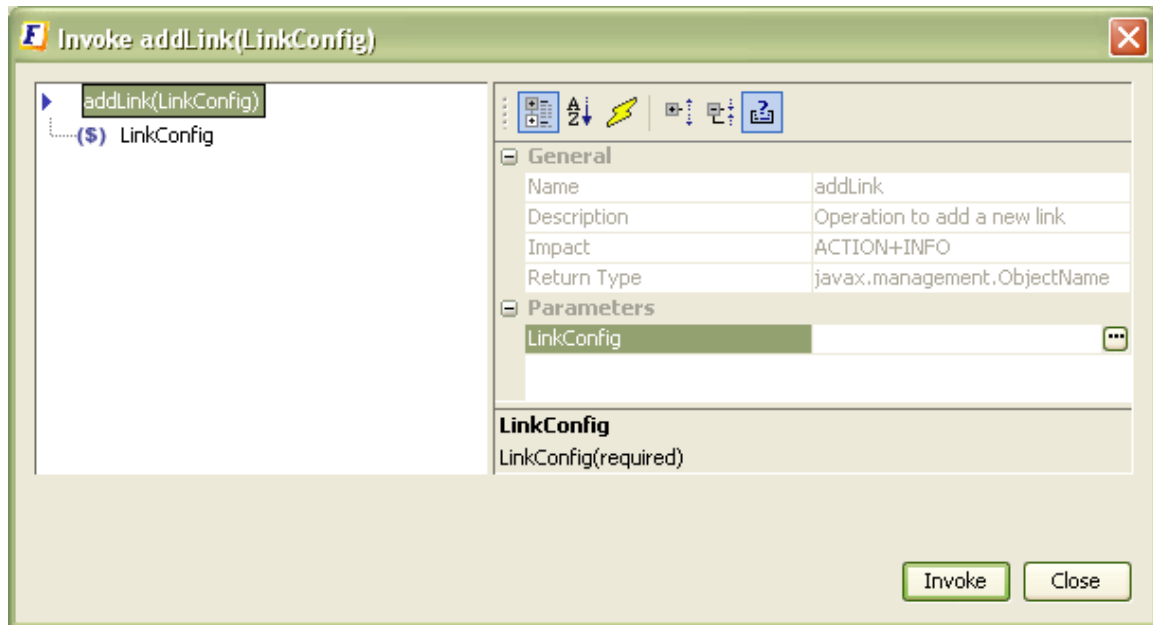 Invoke addLink(LinkConfig)
addLink(LinkConfig)
($) LinkConfig
General
Name addLink
Description Operation to add a new link
Impact ACTION+INFO
Return Type javax.management.ObjectName
Parameters
LinkConfig
LinkConfig
LinkConfig(required)
Invoke Close